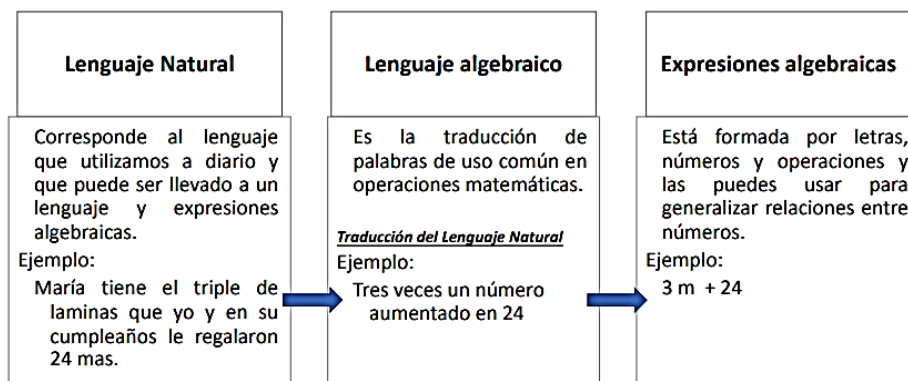 Lenguaje Natural
Corresponde al lenguaje
que utilizamos a diario y
que puede ser llevado a un
lenguaje y expresiones
algebraicas.
Ejemplo:
María tiene el triple de
laminas que yo y en su
cumpleaños le regalaron
24 mas.
Lenguaje algebraico
Es la traducción de
palabras de uso común en
operaciones matemáticas.
Traducción del Lenguaje Natural
Ejemplo:
Tres veces un número
aumentado en 24
Expresiones algebraicas
Está formada por letras,
números y operaciones y
las puedes usar para
generalizar relaciones entre
números.
Ejemplo:
3 m + 24